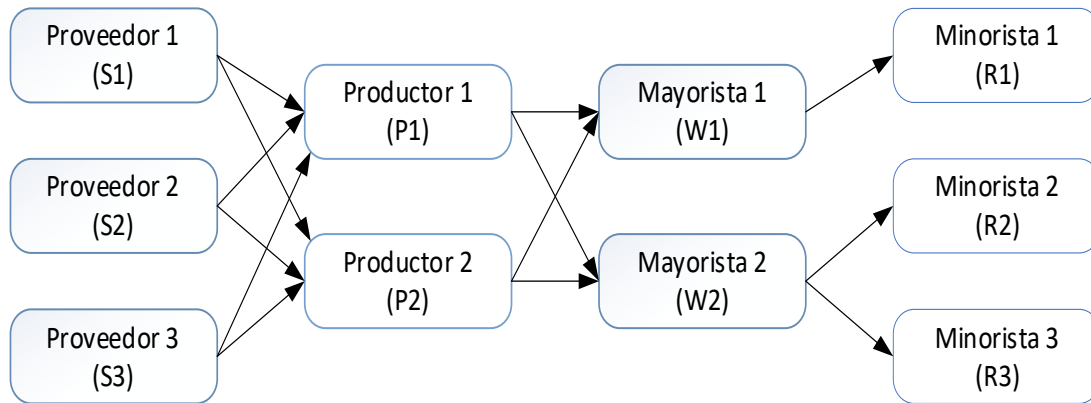 Proveedor 1
(S1)
Proveedor 2
(S2)
Proveedor 3
(S3)
Productor 1
(P1)
Productor 2
(P2)
Mayorista 1
(W1)
Mayorista 2
(W2)
Minorista 1
(R1)
Minorista 2
(R2)
Minorista 3
(R3)